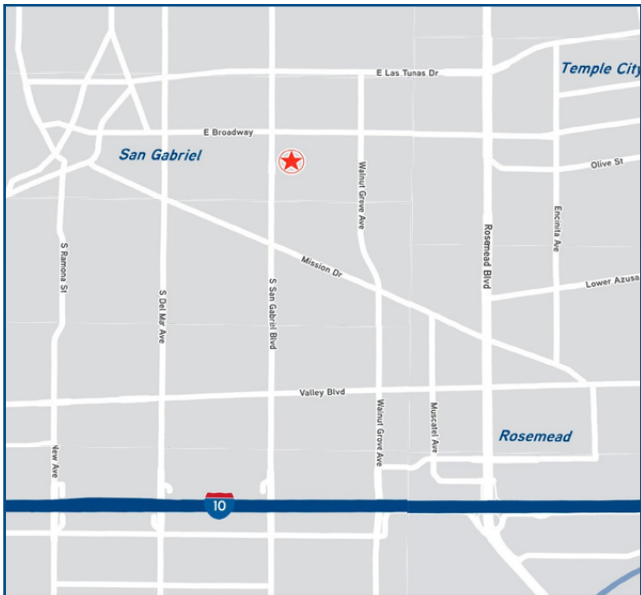 E Las Tunas Dr
Temple City
E Broadway
San Gabriel
Olive St
Walnut Grove Ave
Encinita Ave
S Ramona St
Rosemead Blvd
Mission Dr
Lower Azusa
S Del Mar Ave
S San Gabriel Blvd
Valley Blvd
Walnut Grove Ave
Muscatel Ave
Rosemead
New Ave
10